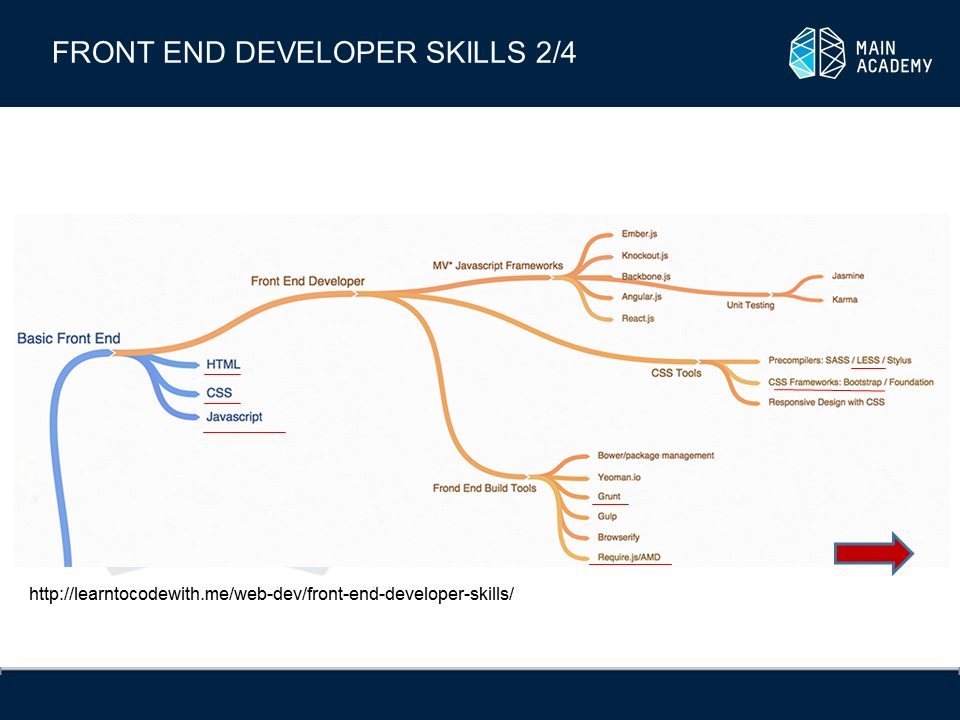 FRONT END DEVELOPER SKILLS 2/4
MAIN
ACADEMY
Ember.js
Knockout.js
MV* Javascript Frameworks
Backbone.js
Angular.js
React.js
Jasmine
Unit Testing
Karma
Front End Developer
Basic Front End
HTML
CSS
Javascript
CSS Tools
Precompilers: SASS / LESS / Stylus
CSS Frameworks: Bootstrap / Foundation
Responsive Design with CSS
Frond End Build Tools
Bower/package management
Yeoman.io
Grunt
Gulp
Browserify
Require.js/AMD
http://learntocodewith.me/web-dev/front-end-developer-skills/